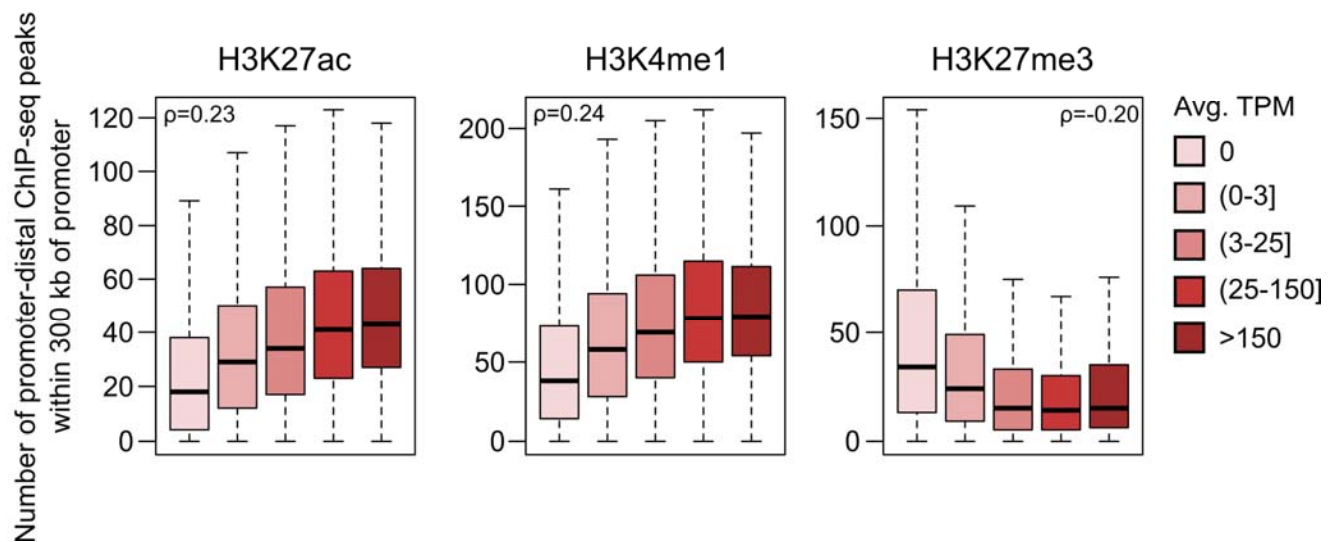 Number of promoter-distal ChIP-seq peaks
within 300 kb of promoter
H3K27ac
ρ=0.23
120
100
80
60
40
20
0
H3K4me1
ρ=0.24
200
150
100
50
0
H3K27me3
ρ=-0.20
150
100
50
0
Avg. TPM
0
(0-3]
(3-25]
(25-150]
>150